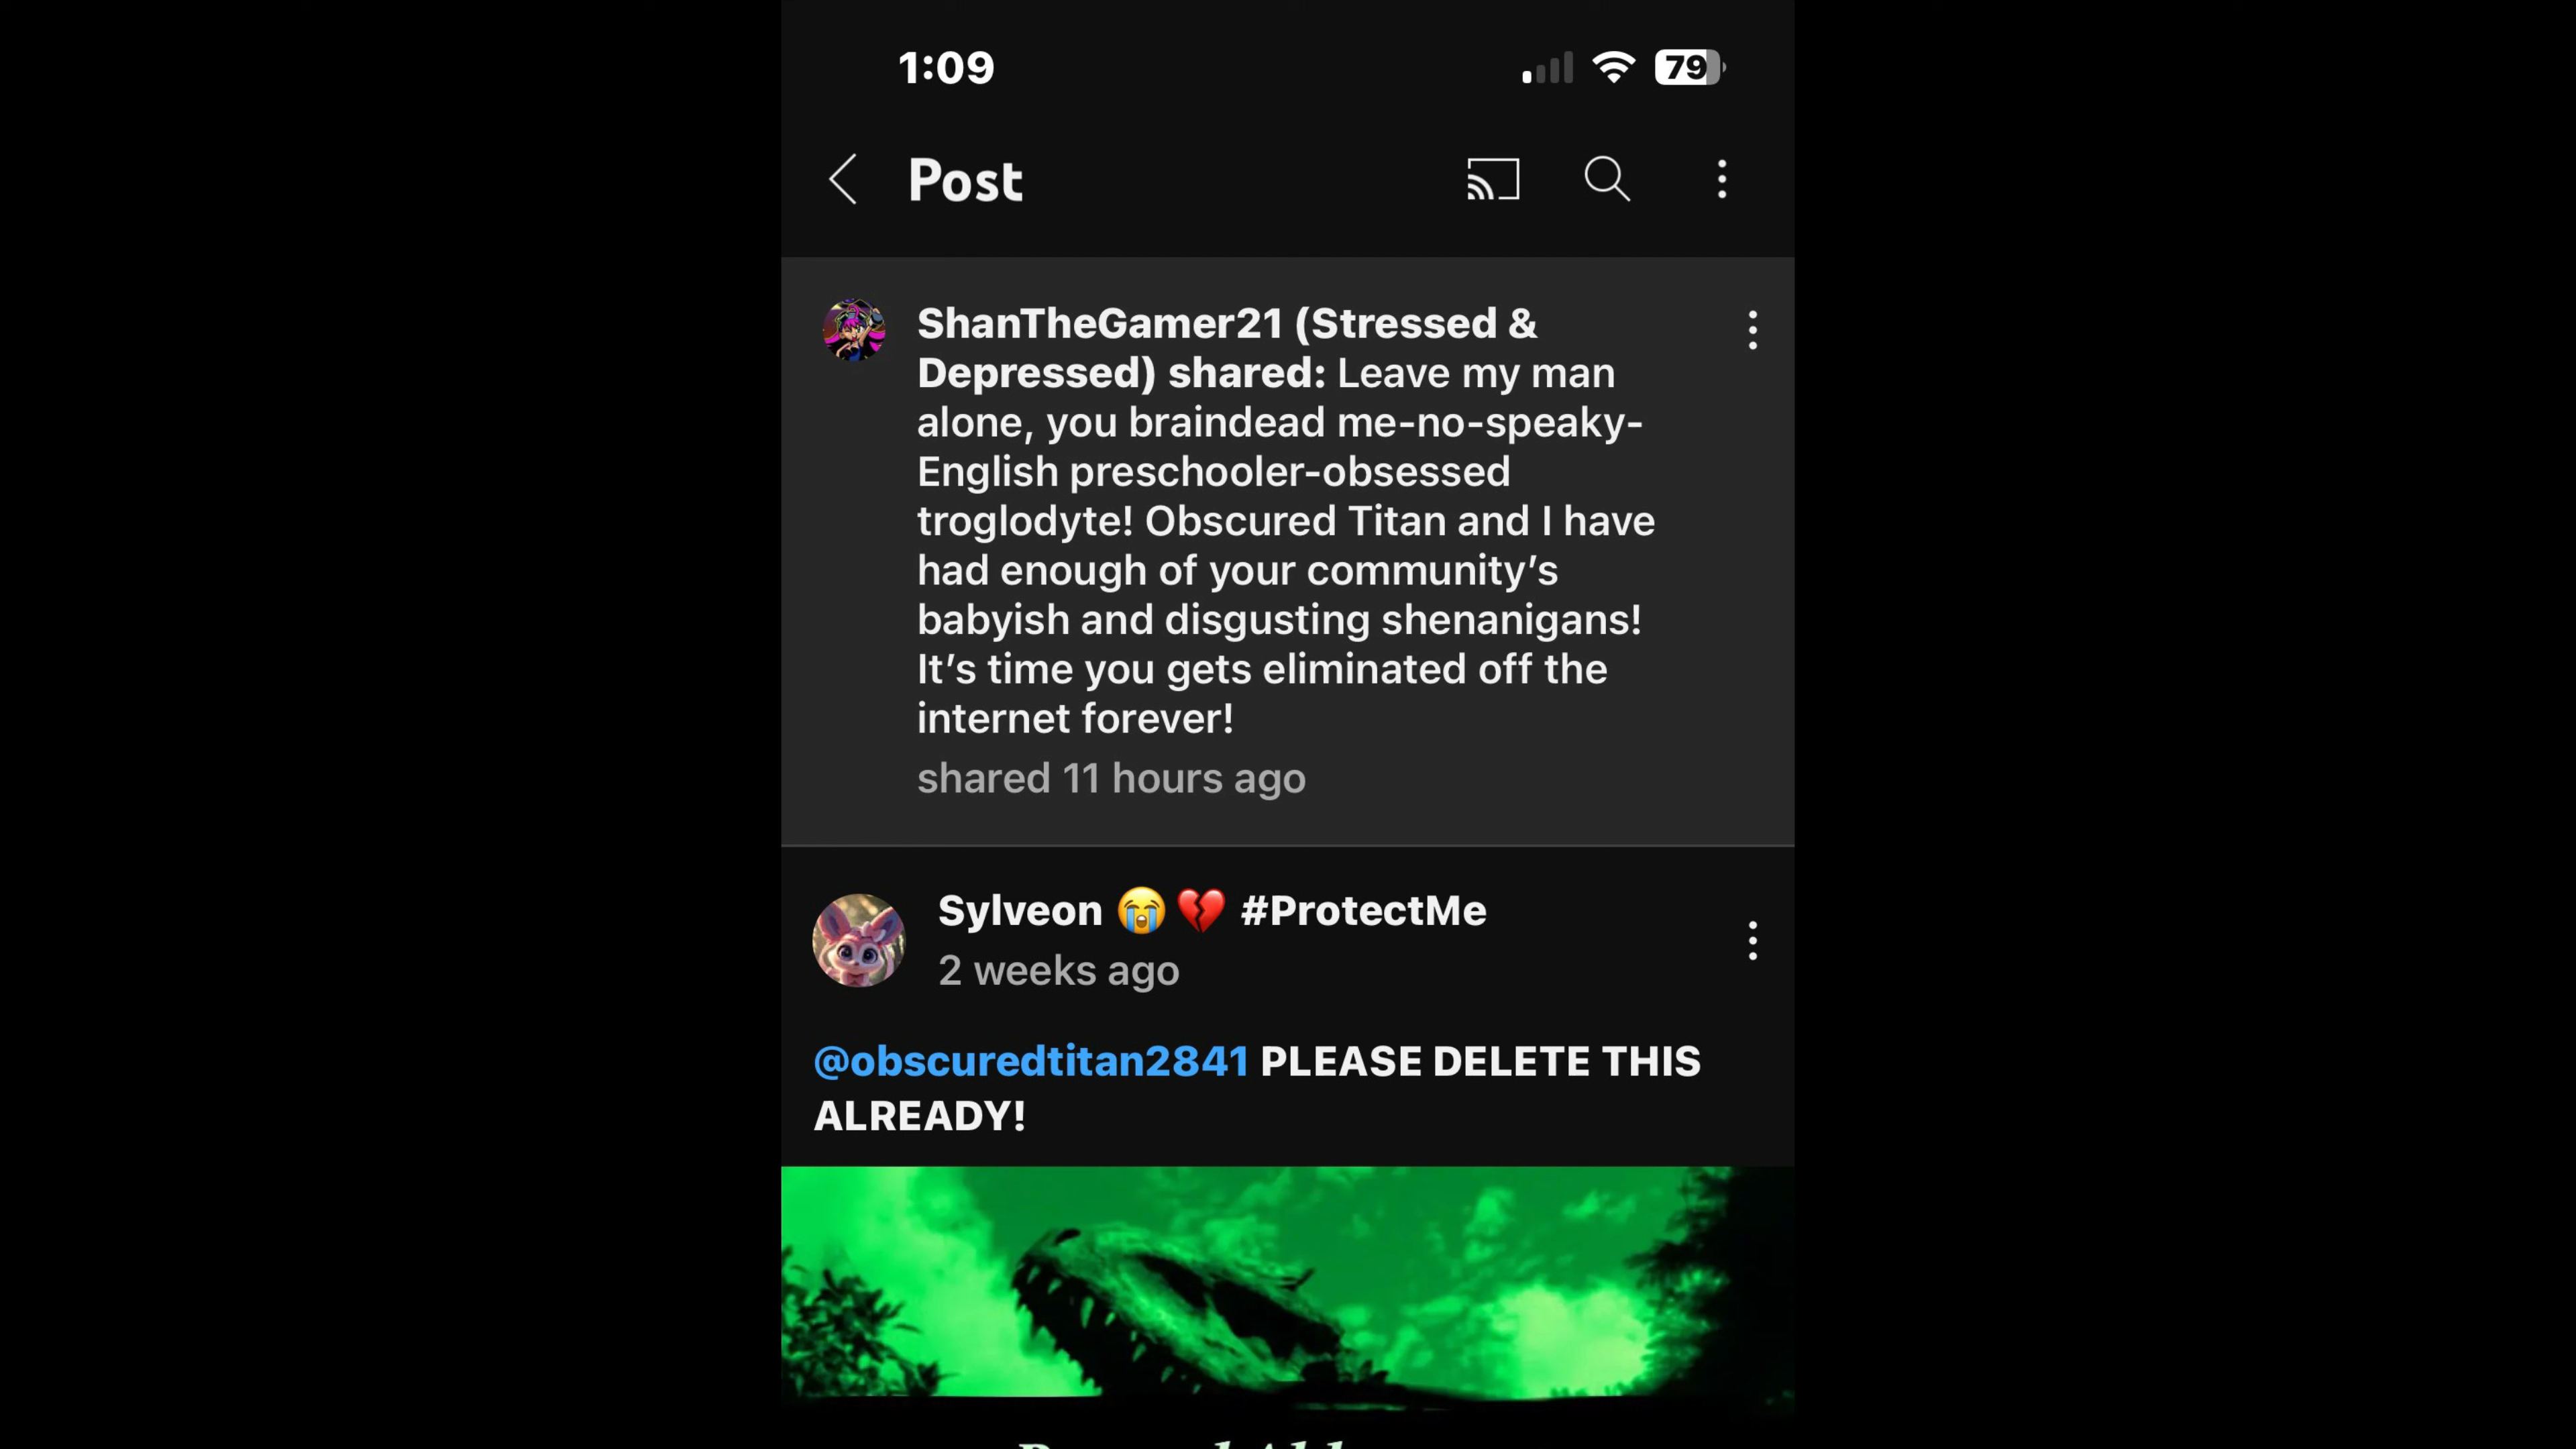 1:09
79
Post
ShanTheGamer21 (Stressed &
Depressed) shared: Leave my man
alone, you braindead me-no-speaky-
English preschooler-obsessed
troglodyte! Obscured Titan and I have
had enough of your community’s
babyish and disgusting shenanigans!
It’s time you gets eliminated off the
internet forever!
shared 11 hours ago
Sylveon 😭💔 #ProtectMe
2 weeks ago
@obscuredtitan2841 PLEASE DELETE THIS
ALREADY!